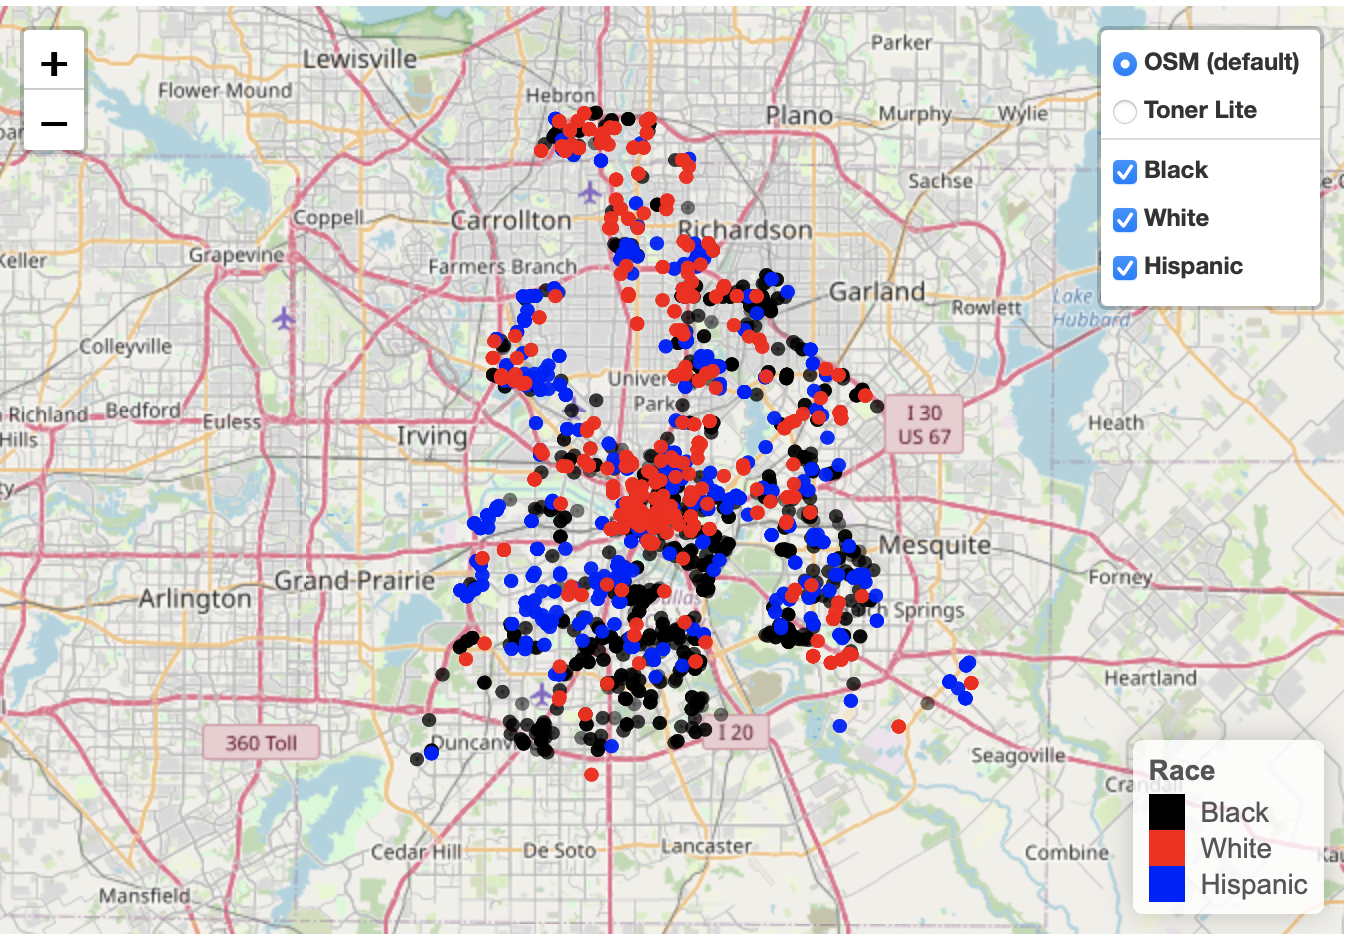 +
−
Lewisville
Parker
Flower Mound
Hebron
Plano
Murphy
Wylie
OSM (default)
Toner Lite
Black
White
Hispanic
Sachse
Coppell
Carrollton
Richardson
Keller
Grapevine
Farmers Branch
Garland
Rowlett
Lake
Hubbard
Colleyville
Univer
Park
Richland
Hills
Bedford
Euless
Irving
I 30
US 67
Heath
Mesquite
Grand Prairie
Arlington
Forney
Springs
Heartland
360 Toll
Duncanv
I 20
Seagoville
Cedar Hill
De Soto
Lancaster
Combine
Mansfield
Race
Black
White
Hispanic